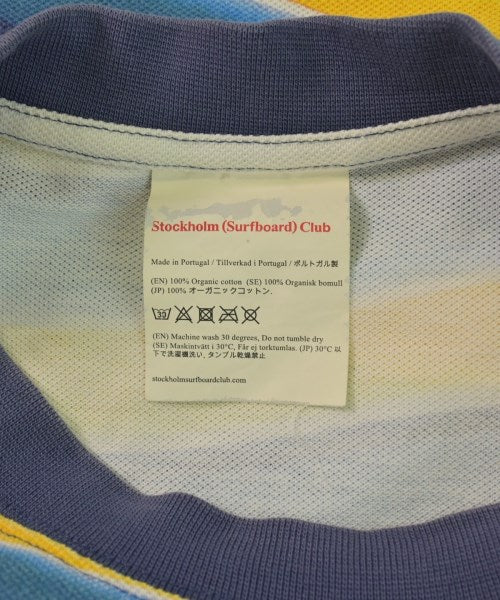 Stockholm (Surfboard) Club
Made in Portugal / Tillverkad i Portugal / ポルトガル製
(EN) 100% Organic cotton (SE) 100% Organisk bomull
(JP) 100% オーガニックコットン.
30
(EN) Machine wash 30 degrees, Do not tumble dry
(SE) Maskintvätt i 30°C, Får ej torktumlas. (JP) 30°C 以
下で洗濯機洗い、タンブル乾燥禁止
stockholmsurfboardclub.com